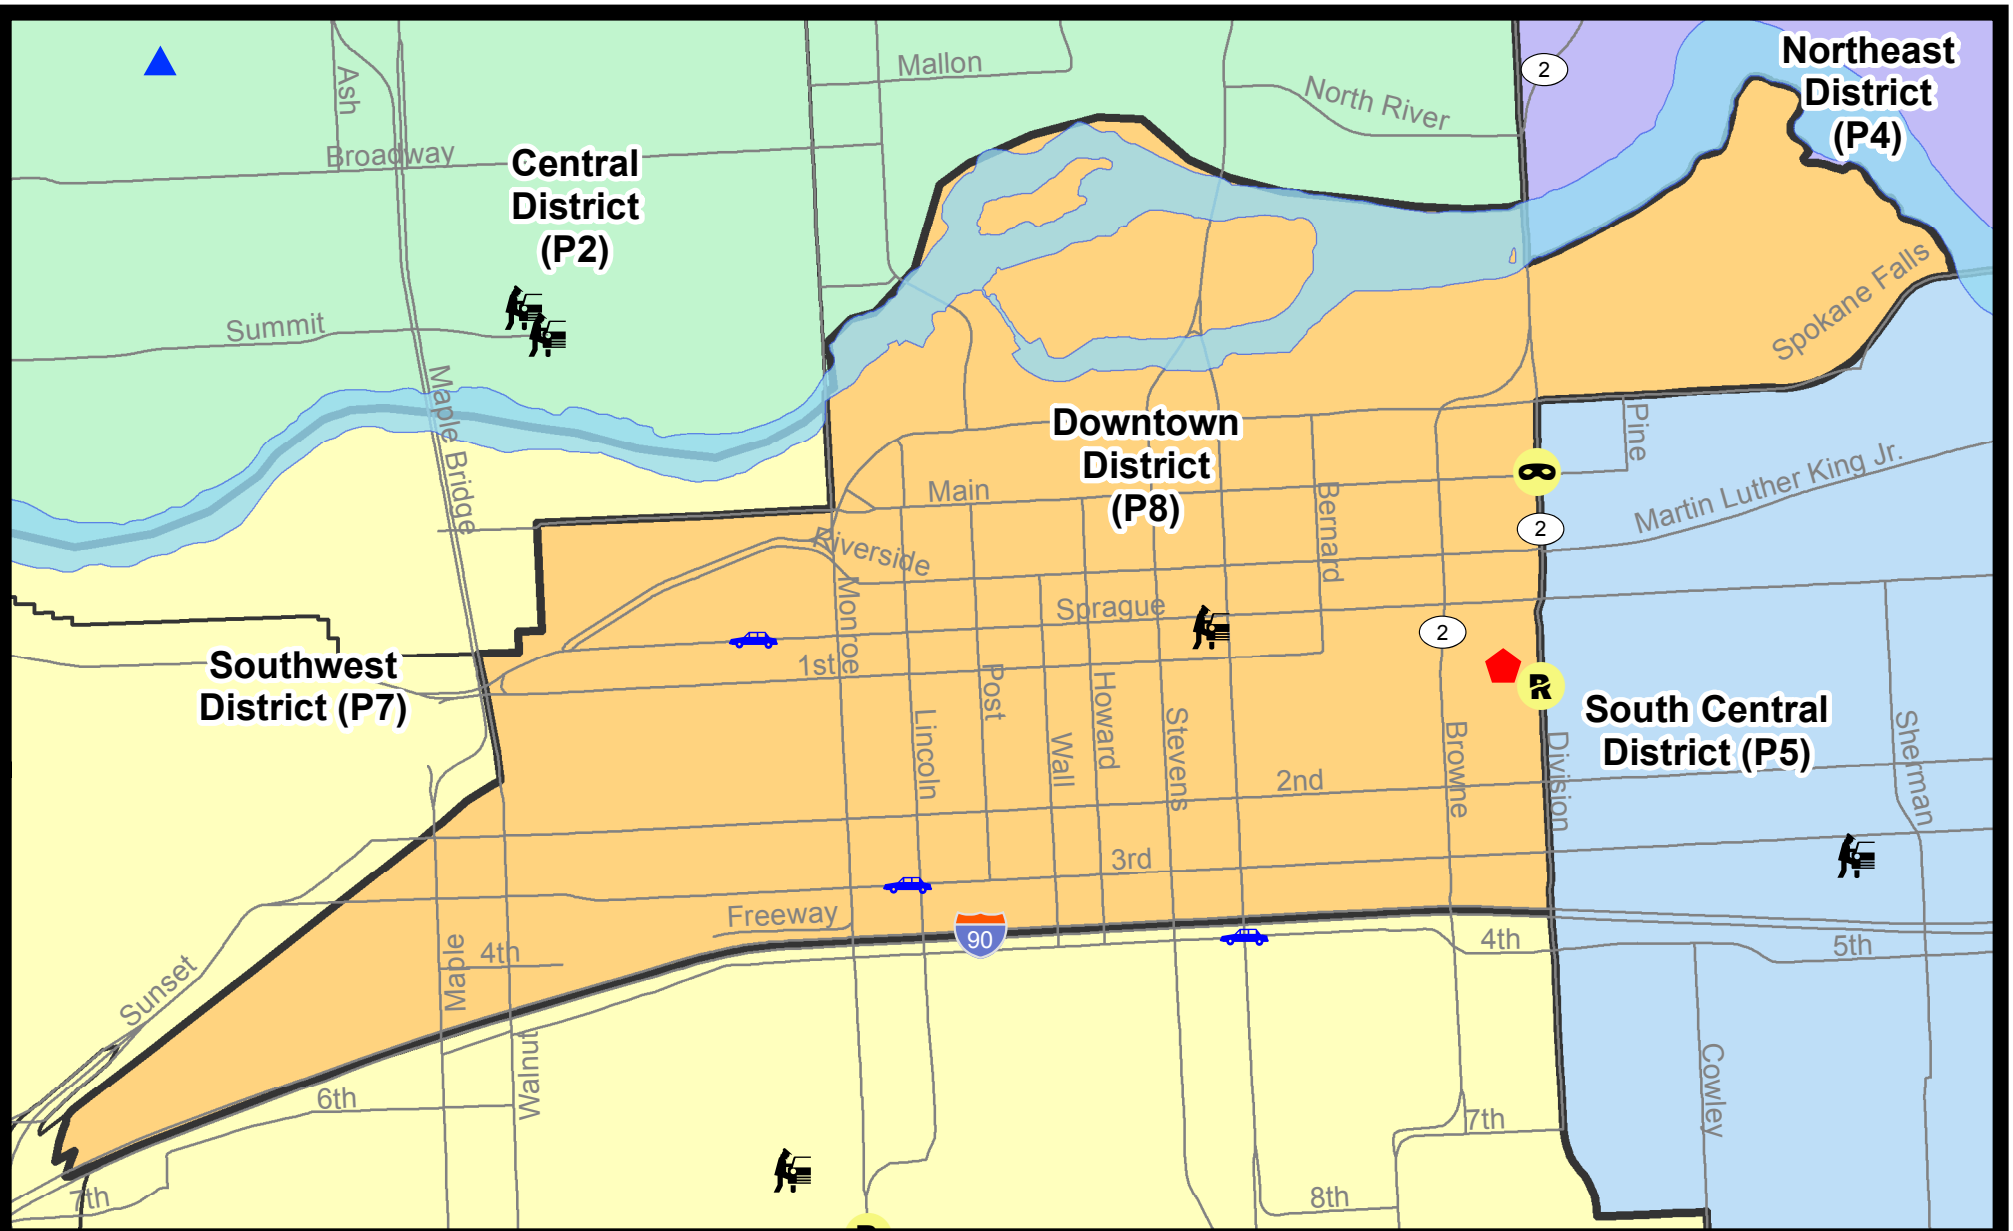 Ash
Mallon
2
Northeast
District
(P4)
North River
Broadway
Central
District
(P2)
Summit
Spokane Falls
Maple Bridge
Downtown
District
(P8)
Pine
Main
Bernard
Martin Luther King Jr.
2
Riverside
Monroe
Sprague
2
Southwest
District (P7)
1st
Post
Howard
R
South Central
District (P5)
Lincoln
Wall
Stevens
Browne
Division
Sherman
2nd
3rd
Freeway
90
4th
4th
5th
Maple
Sunset
Walnut
6th
Cowley
7th
7th
8th
R